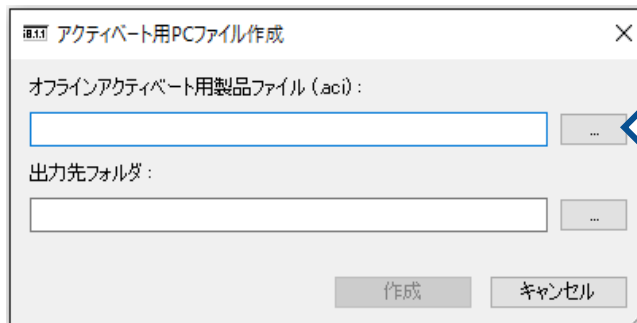 iB.1.1 アクティベート用PCファイル作成
オフラインアクティベート用製品ファイル (.aci) :
...
出力先フォルダ :
...
作成 キャンセル